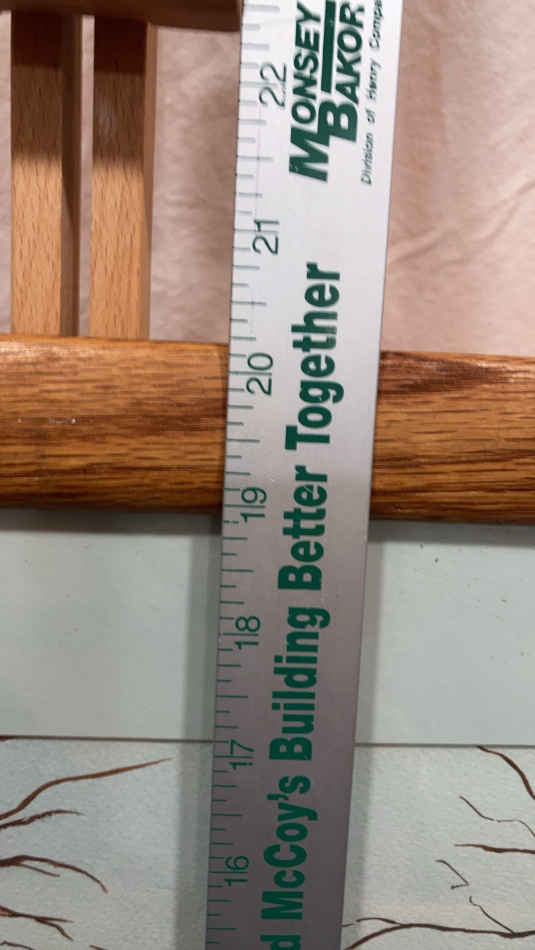 22
21
20
19
18
17
16
MONSEY
BAKOR
Division of Henry Compa
d McCoy's Building Better Together